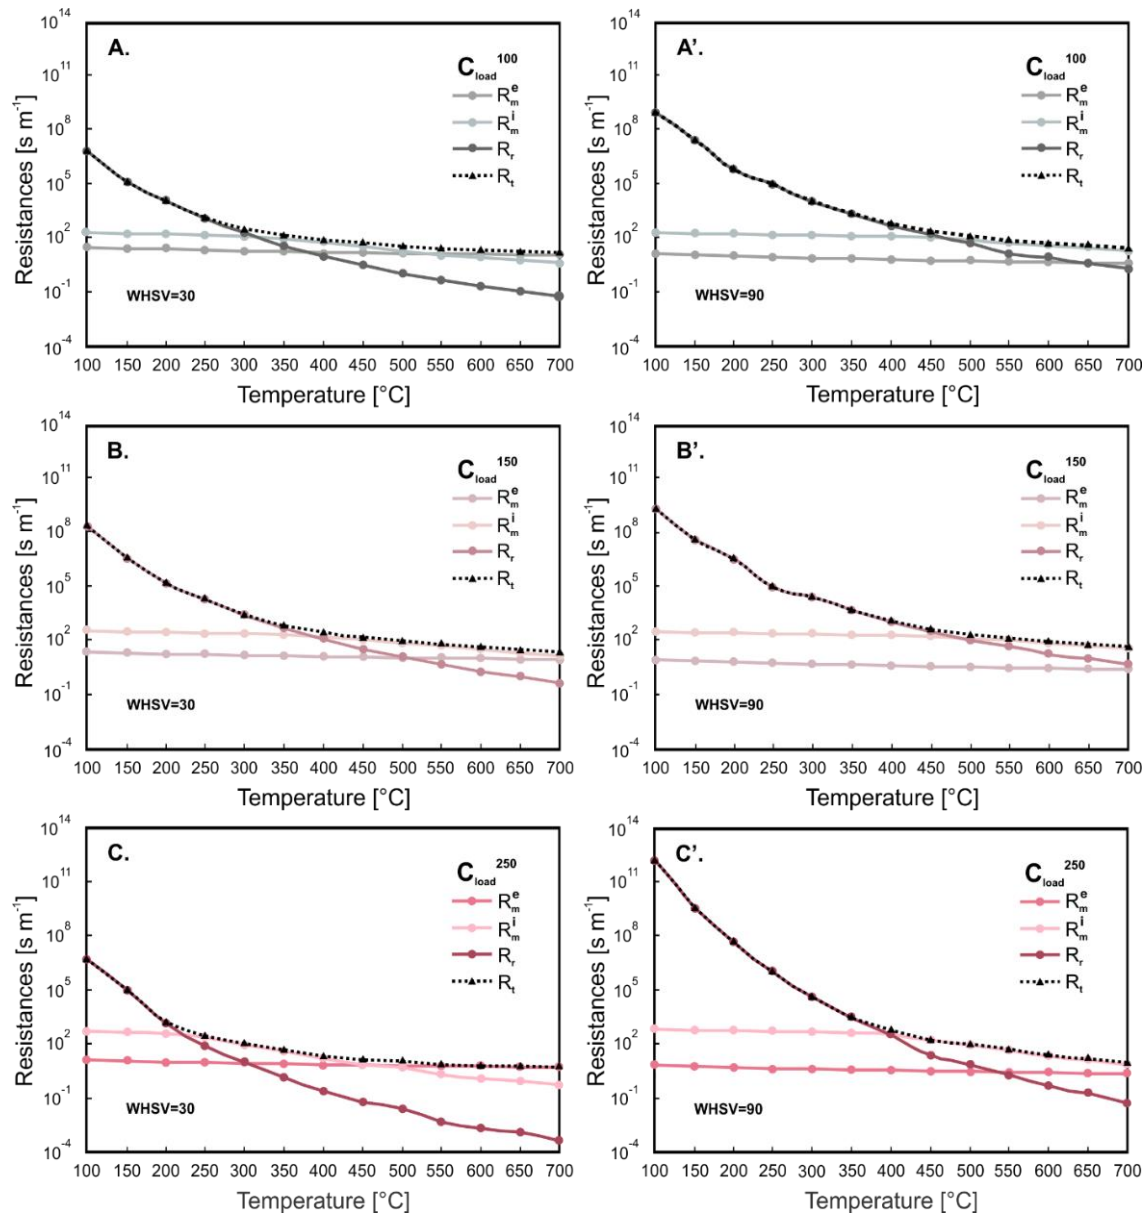 A.
C_load^100
R_m^e
R_m^i
R_r
R_t
WHSV=30
Resistances [s m^-1]
10^14
10^11
10^8
10^5
10^2
10^-1
10^-4
100 150 200 250 300 350 400 450 500 550 600 650 700
Temperature [°C]
A'.
C_load^100
R_m^e
R_m^i
R_r
R_t
WHSV=90
Resistances [s m^-1]
10^14
10^11
10^8
10^5
10^2
10^-1
10^-4
100 150 200 250 300 350 400 450 500 550 600 650 700
Temperature [°C]
B.
C_load^150
R_m^e
R_m^i
R_r
R_t
WHSV=30
Resistances [s m^-1]
10^14
10^11
10^8
10^5
10^2
10^-1
10^-4
100 150 200 250 300 350 400 450 500 550 600 650 700
Temperature [°C]
B'.
C_load^150
R_m^e
R_m^i
R_r
R_t
WHSV=90
Resistances [s m^-1]
10^14
10^11
10^8
10^5
10^2
10^-1
10^-4
100 150 200 250 300 350 400 450 500 550 600 650 700
Temperature [°C]
C.
C_load^250
R_m^e
R_m^i
R_r
R_t
WHSV=30
Resistances [s m^-1]
10^14
10^11
10^8
10^5
10^2
10^-1
10^-4
100 150 200 250 300 350 400 450 500 550 600 650 700
Temperature [°C]
C'.
C_load^250
R_m^e
R_m^i
R_r
R_t
WHSV=90
Resistances [s m^-1]
10^14
10^11
10^8
10^5
10^2
10^-1
10^-4
100 150 200 250 300 350 400 450 500 550 600 650 700
Temperature [°C]